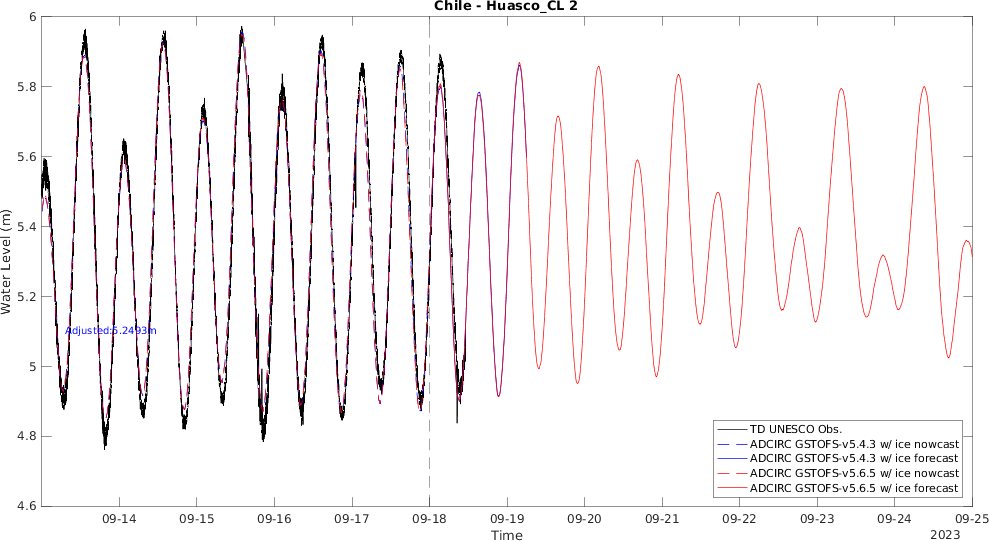 Chile - Huasco_CL 2
Water Level (m)
6
5.8
5.6
5.4
5.2
5
4.8
4.6
Adjusted:5.2493m
TD UNESCO Obs.
ADCIRC GSTOFS-v5.4.3 w/ ice nowcast
ADCIRC GSTOFS-v5.4.3 w/ ice forecast
ADCIRC GSTOFS-v5.6.5 w/ ice nowcast
ADCIRC GSTOFS-v5.6.5 w/ ice forecast
09-14 09-15 09-16 09-17 09-18 09-19 09-20 09-21 09-22 09-23 09-24 09-25
Time
2023